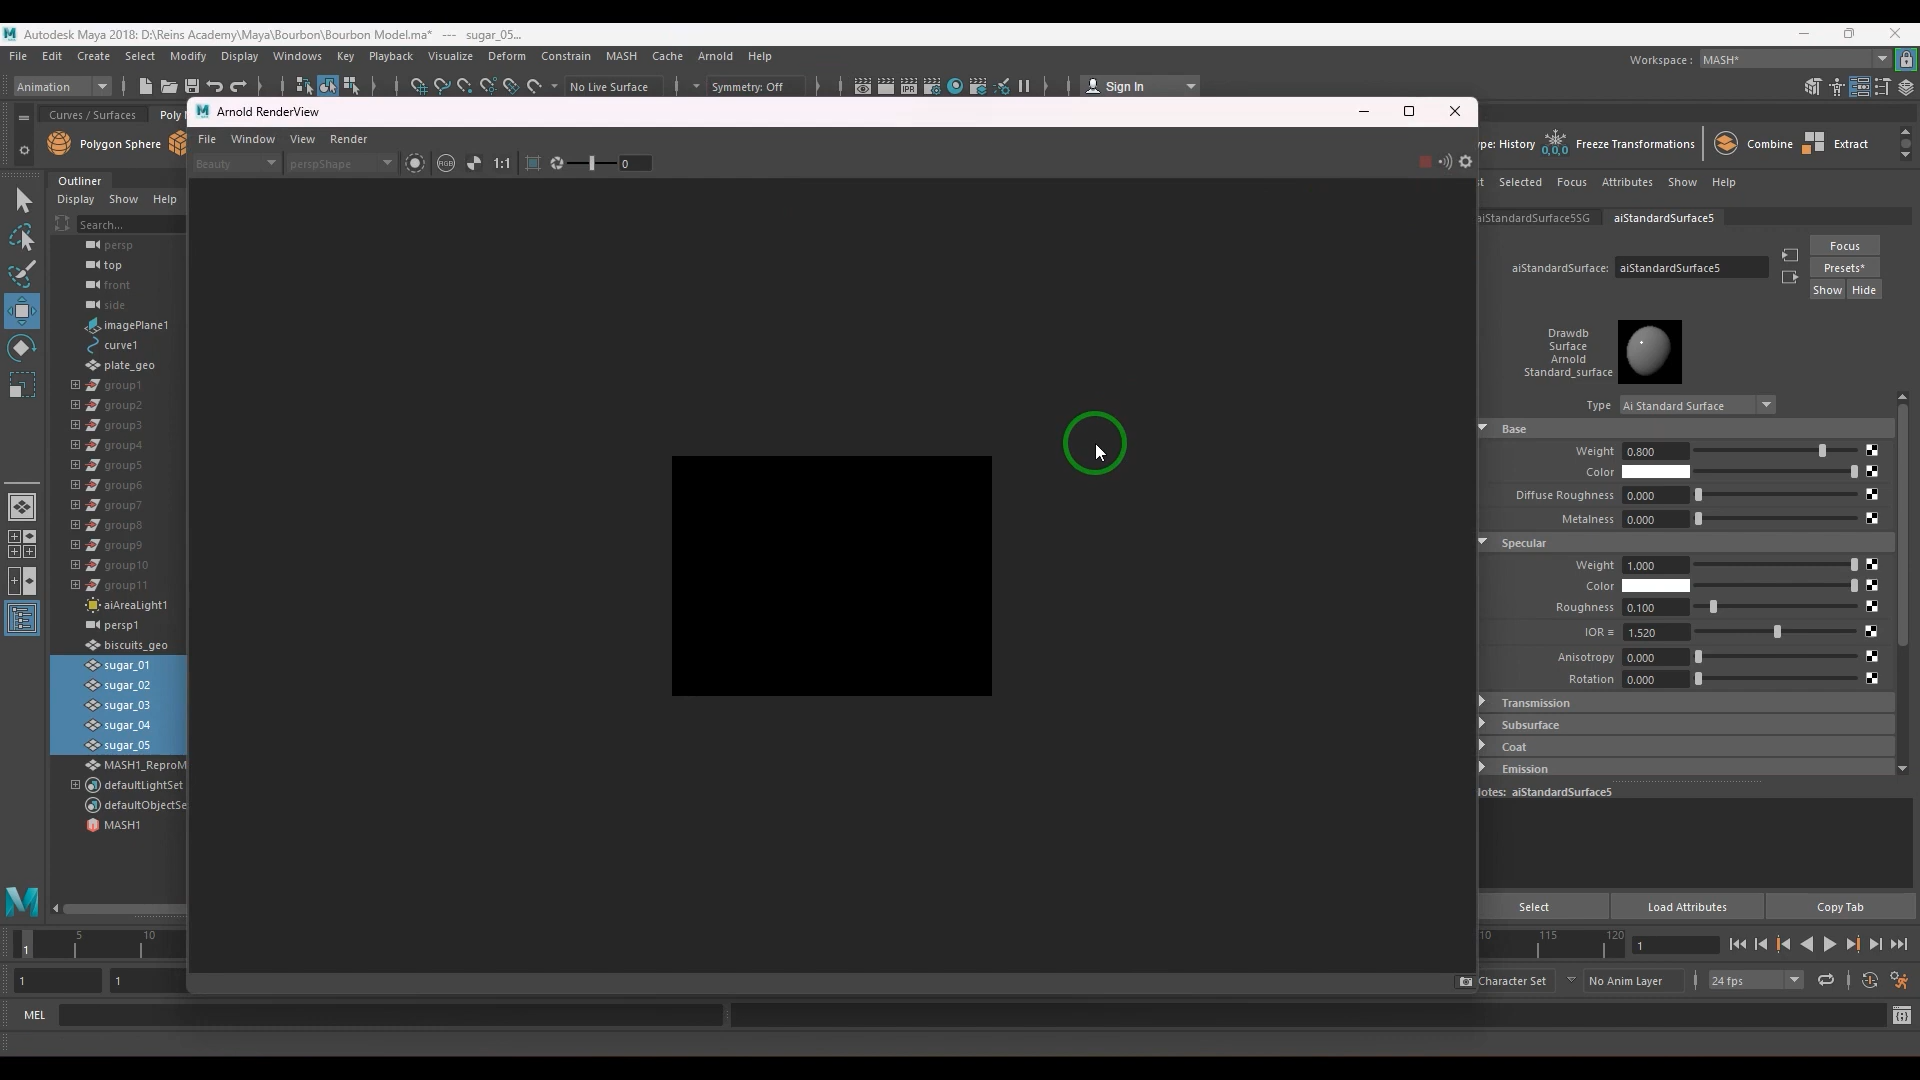 Autodesk Maya 2018: D:\Reins Academy\Maya\Bourbon\Bourbon Model.ma* --- sugar_05...
File Edit Create Select Modify Display Windows Key Playback Visualize Deform Constrain MASH Cache Arnold Help
Workspace : MASH*
Animation No Live Surface Symmetry: Off Sign In
Arnold RenderView
Curves / Surfaces Poly
File Window View Render
Polygon Sphere
ype: History Freeze Transformations Combine Extract
Beauty perspShape 1:1 0
Outliner
Display Show Help
Search...
persp
top
front
side
imagePlane1
curve1
plate_geo
group1
group2
group3
group4
group5
group6
group7
group8
group9
group10
group11
aiAreaLight1
persp1
biscuits_geo
sugar_01
sugar_02
sugar_03
sugar_04
sugar_05
MASH1_ReproM
defaultLightSet
defaultObjectSe
MASH1
st Selected Focus Attributes Show Help
aiStandardSurface5SG aiStandardSurface5
Focus
aiStandardSurface: aiStandardSurface5 Presets*
Show Hide
Drawdb
Surface
Arnold
Standard_surface
Type Ai Standard Surface
Base
Weight 0.800
Color
Diffuse Roughness 0.000
Metalness 0.000
Specular
Weight 1.000
Color
Roughness 0.100
IOR ≡ 1.520
Anisotropy 0.000
Rotation 0.000
Transmission
Subsurface
Coat
Emission
lotes: aiStandardSurface5
Select Load Attributes Copy Tab
1 5 10 10 115 120 1
1 1 Character Set No Anim Layer 24 fps
MEL